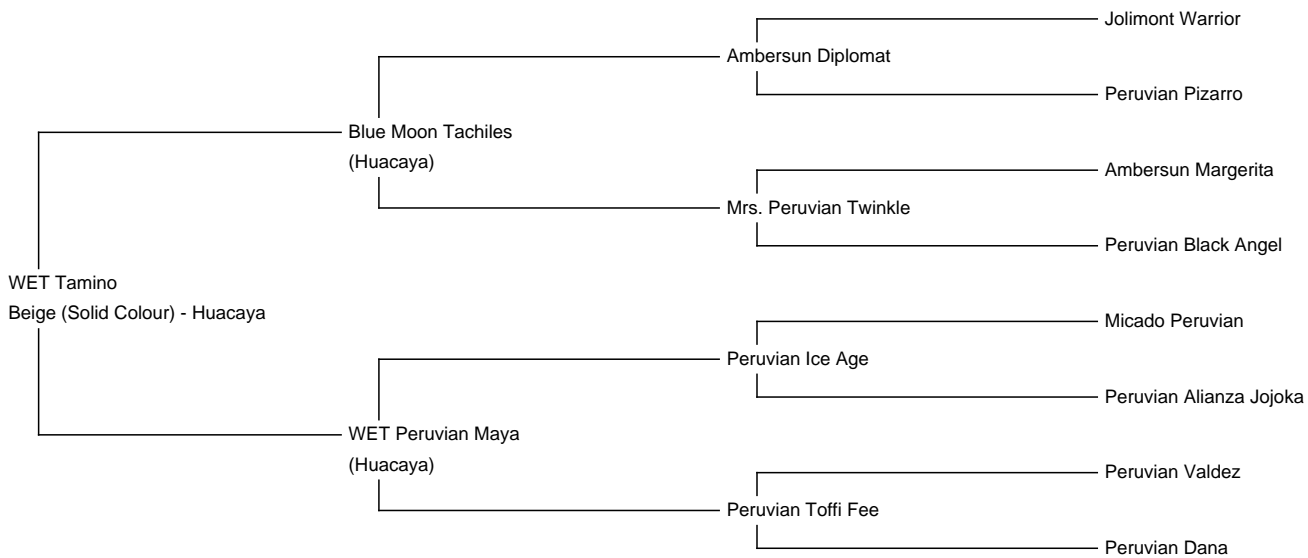 Jolimont Warrior
Ambersun Diplomat
Peruvian Pizarro
Blue Moon Tachiles
(Huacaya)
Ambersun Margerita
Mrs. Peruvian Twinkle
Peruvian Black Angel
WET Tamino
Beige (Solid Colour) - Huacaya
Micado Peruvian
Peruvian Ice Age
Peruvian Alianza Jojoka
WET Peruvian Maya
(Huacaya)
Peruvian Valdez
Peruvian Toffi Fee
Peruvian Dana